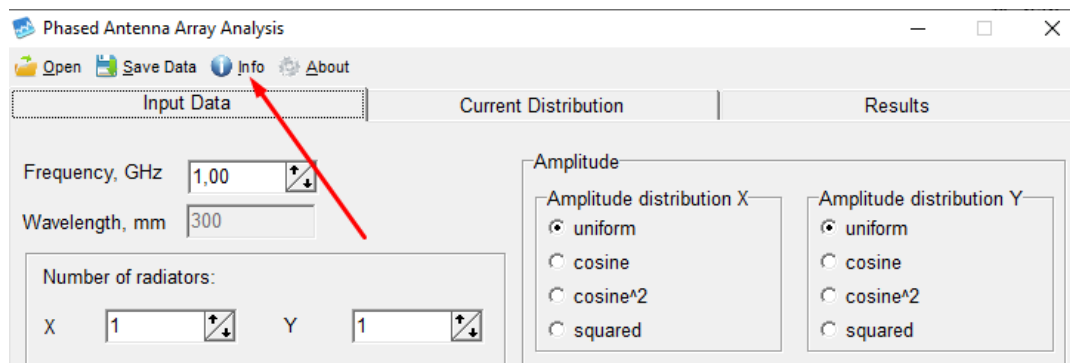 Phased Antenna Array Analysis
Open Save Data Info About
Input Data Current Distribution Results
Frequency, GHz 1,00
Wavelength, mm 300
Number of radiators:
X 1 Y 1
Amplitude
Amplitude distribution X
uniform
cosine
cosine^2
squared
Amplitude distribution Y
uniform
cosine
cosine^2
squared